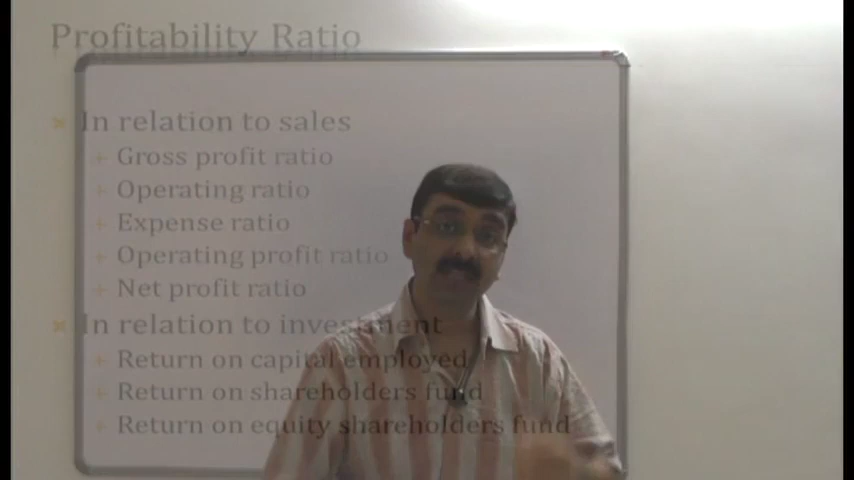 Profitability Ratio
In relation to sales
Gross profit ratio
Operating ratio
Expense ratio
Operating profit ratio
Net profit ratio
In relation to investment
Return on capital employed
Return on shareholders fund
Return on equity shareholders fund